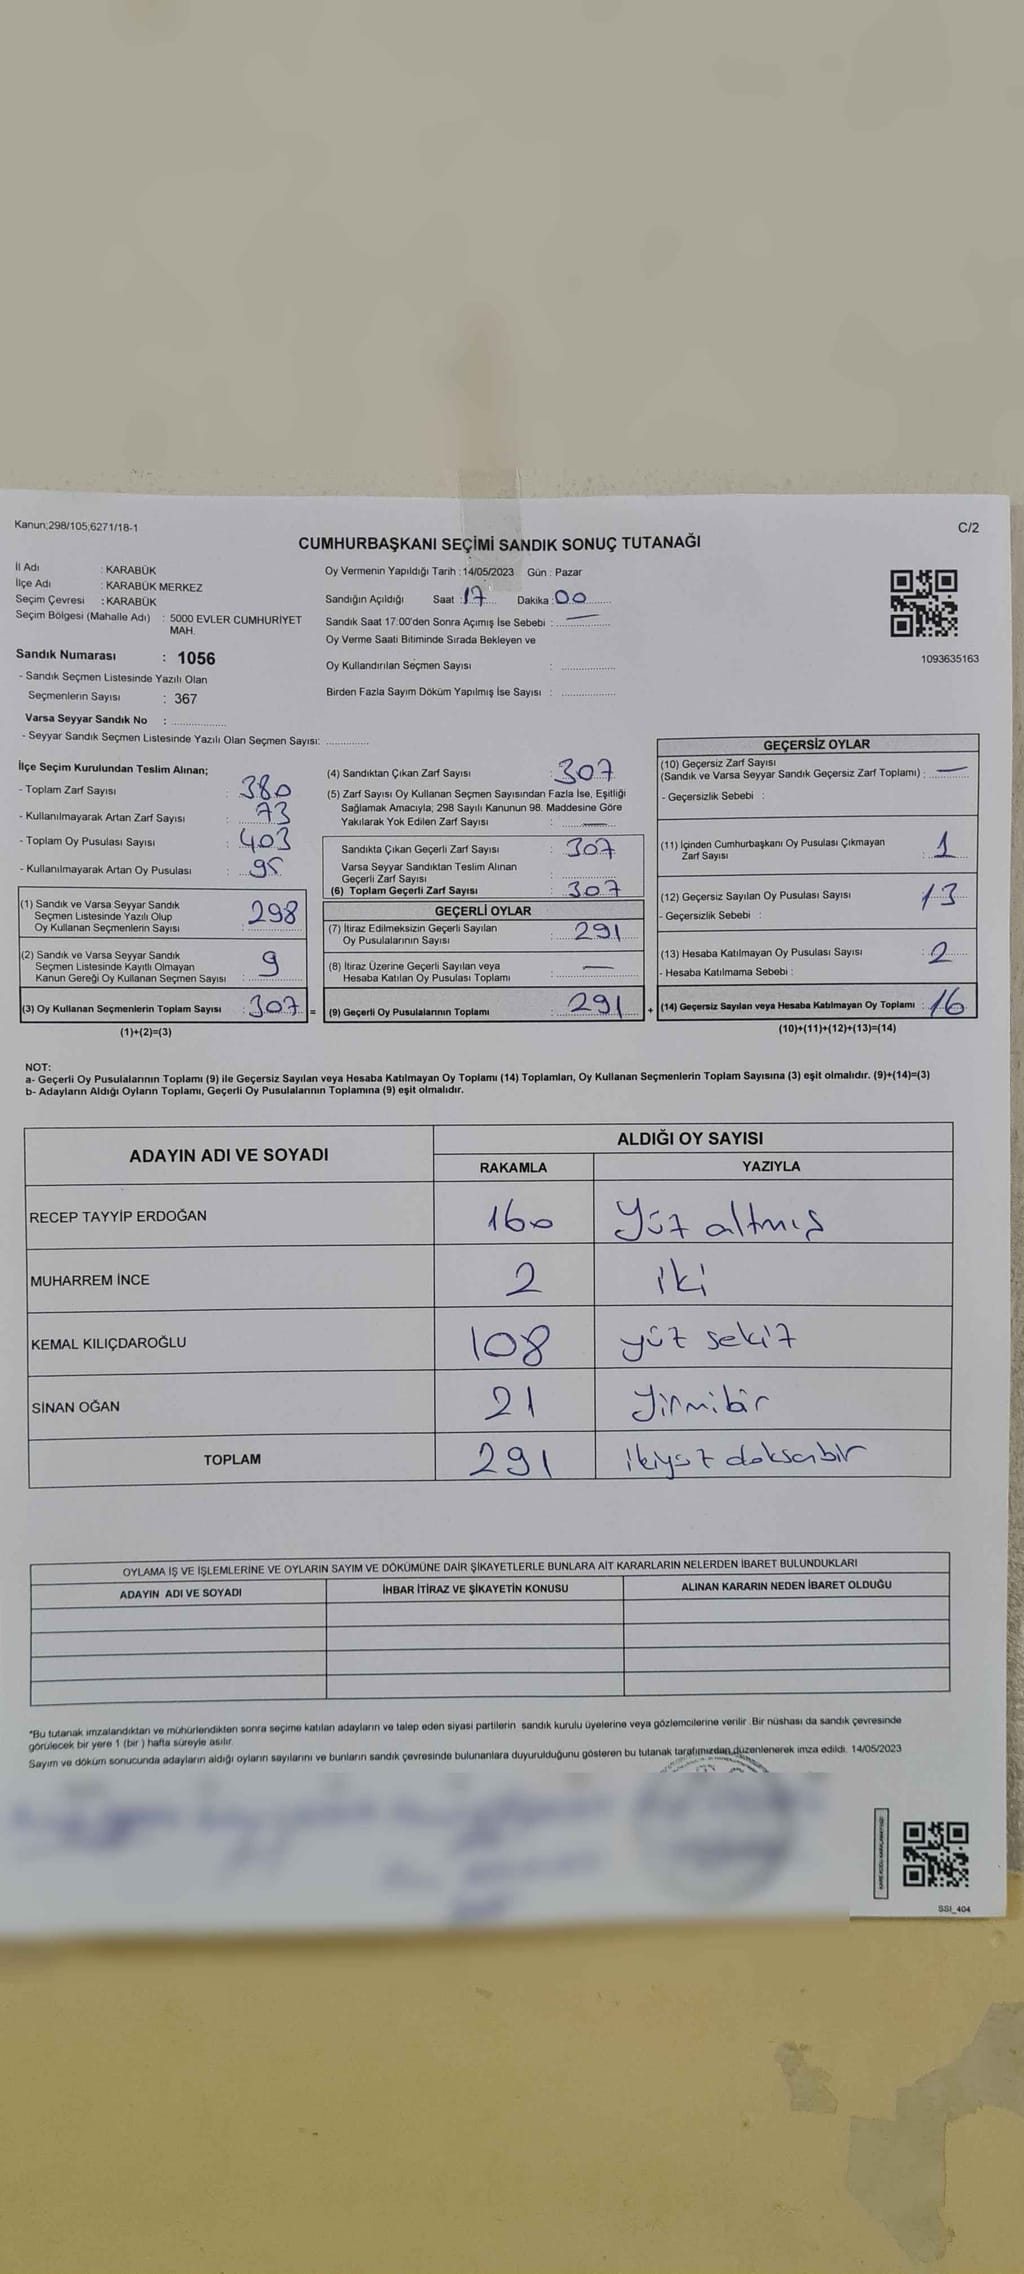 Kanun;298/105;6271/18-1
C/2
CUMHURBAŞKANI SEÇİMİ SANDIK SONUÇ TUTANAĞI
İl Adı : KARABÜK
İlçe Adı : KARABÜK MERKEZ
Seçim Çevresi : KARABÜK
Seçim Bölgesi (Mahalle Adı) : 5000 EVLER CUMHURİYET
MAH.
Sandık Numarası : 1056
- Sandık Seçmen Listesinde Yazılı Olan
Seçmenlerin Sayısı : 367
Varsa Seyyar Sandık No : ................
- Seyyar Sandık Seçmen Listesinde Yazılı Olan Seçmen Sayısı: ............
Oy Vermenin Yapıldığı Tarih : 14/05/2023 Gün : Pazar
Sandığın Açıldığı Saat : 17 Dakika : 00
Sandık Saat 17:00'den Sonra Açımış İse Sebebi : —
Oy Verme Saati Bitiminde Sırada Bekleyen ve
Oy Kullandırılan Seçmen Sayısı : ................
Birden Fazla Sayım Döküm Yapılmış İse Sayısı : ................
1093635163
İlçe Seçim Kurulundan Teslim Alınan;
- Toplam Zarf Sayısı : 380
- Kullanılmayarak Artan Zarf Sayısı : 73
- Toplam Oy Pusulası Sayısı : 403
- Kullanılmayarak Artan Oy Pusulası : 95
(1) Sandık ve Varsa Seyyar Sandık
Seçmen Listesinde Yazılı Olup
Oy Kullanan Seçmenlerin Sayısı : 298
(2) Sandık ve Varsa Seyyar Sandık
Seçmen Listesinde Kayıtlı Olmayan
Kanun Gereği Oy Kullanan Seçmen Sayısı : 9
(3) Oy Kullanan Seçmenlerin Toplam Sayısı : 307 =
(1)+(2)=(3)
(4) Sandıktan Çıkan Zarf Sayısı : 307
(5) Zarf Sayısı Oy Kullanan Seçmen Sayısından Fazla İse, Eşitliği
Sağlamak Amacıyla; 298 Sayılı Kanunun 98. Maddesine Göre
Yakılarak Yok Edilen Zarf Sayısı : —
Sandıkta Çıkan Geçerli Zarf Sayısı : 307
Varsa Seyyar Sandıktan Teslim Alınan
Geçerli Zarf Sayısı : ................
(6) Toplam Geçerli Zarf Sayısı : 307
GEÇERLİ OYLAR
(7) İtiraz Edilmeksizin Geçerli Sayılan
Oy Pusulalarının Sayısı : 291
(8) İtiraz Üzerine Geçerli Sayılan veya
Hesaba Katılan Oy Pusulası Toplamı : —
(9) Geçerli Oy Pusulalarının Toplamı : 291 +
GEÇERSİZ OYLAR
(10) Geçersiz Zarf Sayısı
(Sandık ve Varsa Seyyar Sandık Geçersiz Zarf Toplamı) : —
- Geçersizlik Sebebi :
(11) İçinden Cumhurbaşkanı Oy Pusulası Çıkmayan
Zarf Sayısı : 1
(12) Geçersiz Sayılan Oy Pusulası Sayısı : 13
- Geçersizlik Sebebi :
(13) Hesaba Katılmayan Oy Pusulası Sayısı : 2
- Hesaba Katılmama Sebebi :
(14) Geçersiz Sayılan veya Hesaba Katılmayan Oy Toplamı : 16
(10)+(11)+(12)+(13)=(14)
NOT:
a- Geçerli Oy Pusulalarının Toplamı (9) ile Geçersiz Sayılan veya Hesaba Katılmayan Oy Toplamı (14) Toplamları, Oy Kullanan Seçmenlerin Toplam Sayısına (3) eşit olmalıdır. (9)+(14)=(3)
b- Adayların Aldığı Oyların Toplamı, Geçerli Oy Pusulalarının Toplamına (9) eşit olmalıdır.
ADAYIN ADI VE SOYADI
ALDIĞI OY SAYISI
RAKAMLA YAZIYLA
RECEP TAYYİP ERDOĞAN 160 Yüz altmış
MUHARREM İNCE 2 iki
KEMAL KILIÇDAROĞLU 108 yüz sekiz
SİNAN OĞAN 21 Yirmibir
TOPLAM 291 ikiyüz doksanbir
OYLAMA İŞ VE İŞLEMLERİNE VE OYLARIN SAYIM VE DÖKÜMÜNE DAİR ŞİKAYETLERLE BUNLARA AİT KARARLARIN NELERDEN İBARET BULUNDUKLARI
ADAYIN ADI VE SOYADI İHBAR İTİRAZ VE ŞİKAYETİN KONUSU ALINAN KARARIN NEDEN İBARET OLDUĞU
*Bu tutanak imzalandıktan ve mühürlendikten sonra seçime katılan adayların ve talep eden siyasi partilerin sandık kurulu üyelerine veya gözlemcilerine verilir. Bir nüshası da sandık çevresinde
görülecek bir yere 1 (bir ) hafta süreyle asılır.
Sayım ve döküm sonucunda adayların aldığı oyların sayılarını ve bunların sandık çevresinde bulunanlara duyurulduğunu gösteren bu tutanak tarafımızdan düzenlenerek imza edildi. 14/05/2023
SSI_404